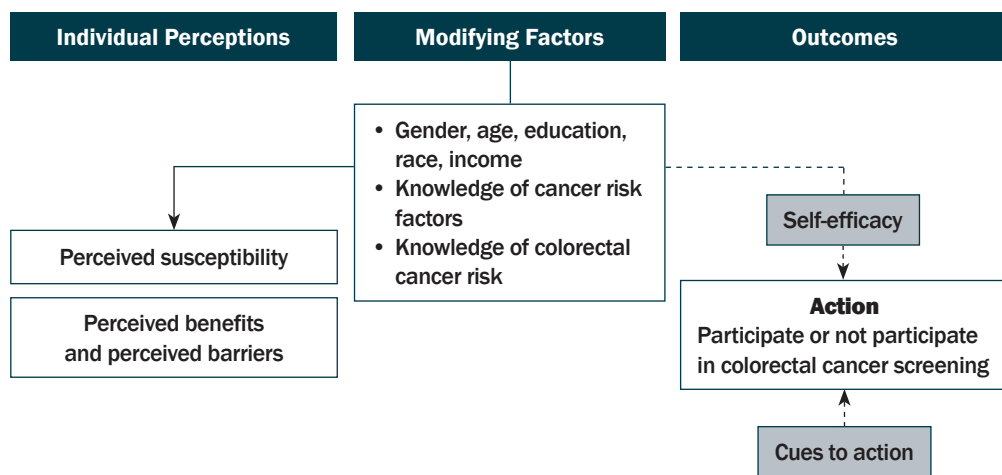 Individual Perceptions
Modifying Factors
Outcomes
• Gender, age, education,
race, income
• Knowledge of cancer risk
factors
• Knowledge of colorectal
cancer risk
Perceived susceptibility
Perceived benefits
and perceived barriers
Self-efficacy
Action
Participate or not participate
in colorectal cancer screening
Cues to action